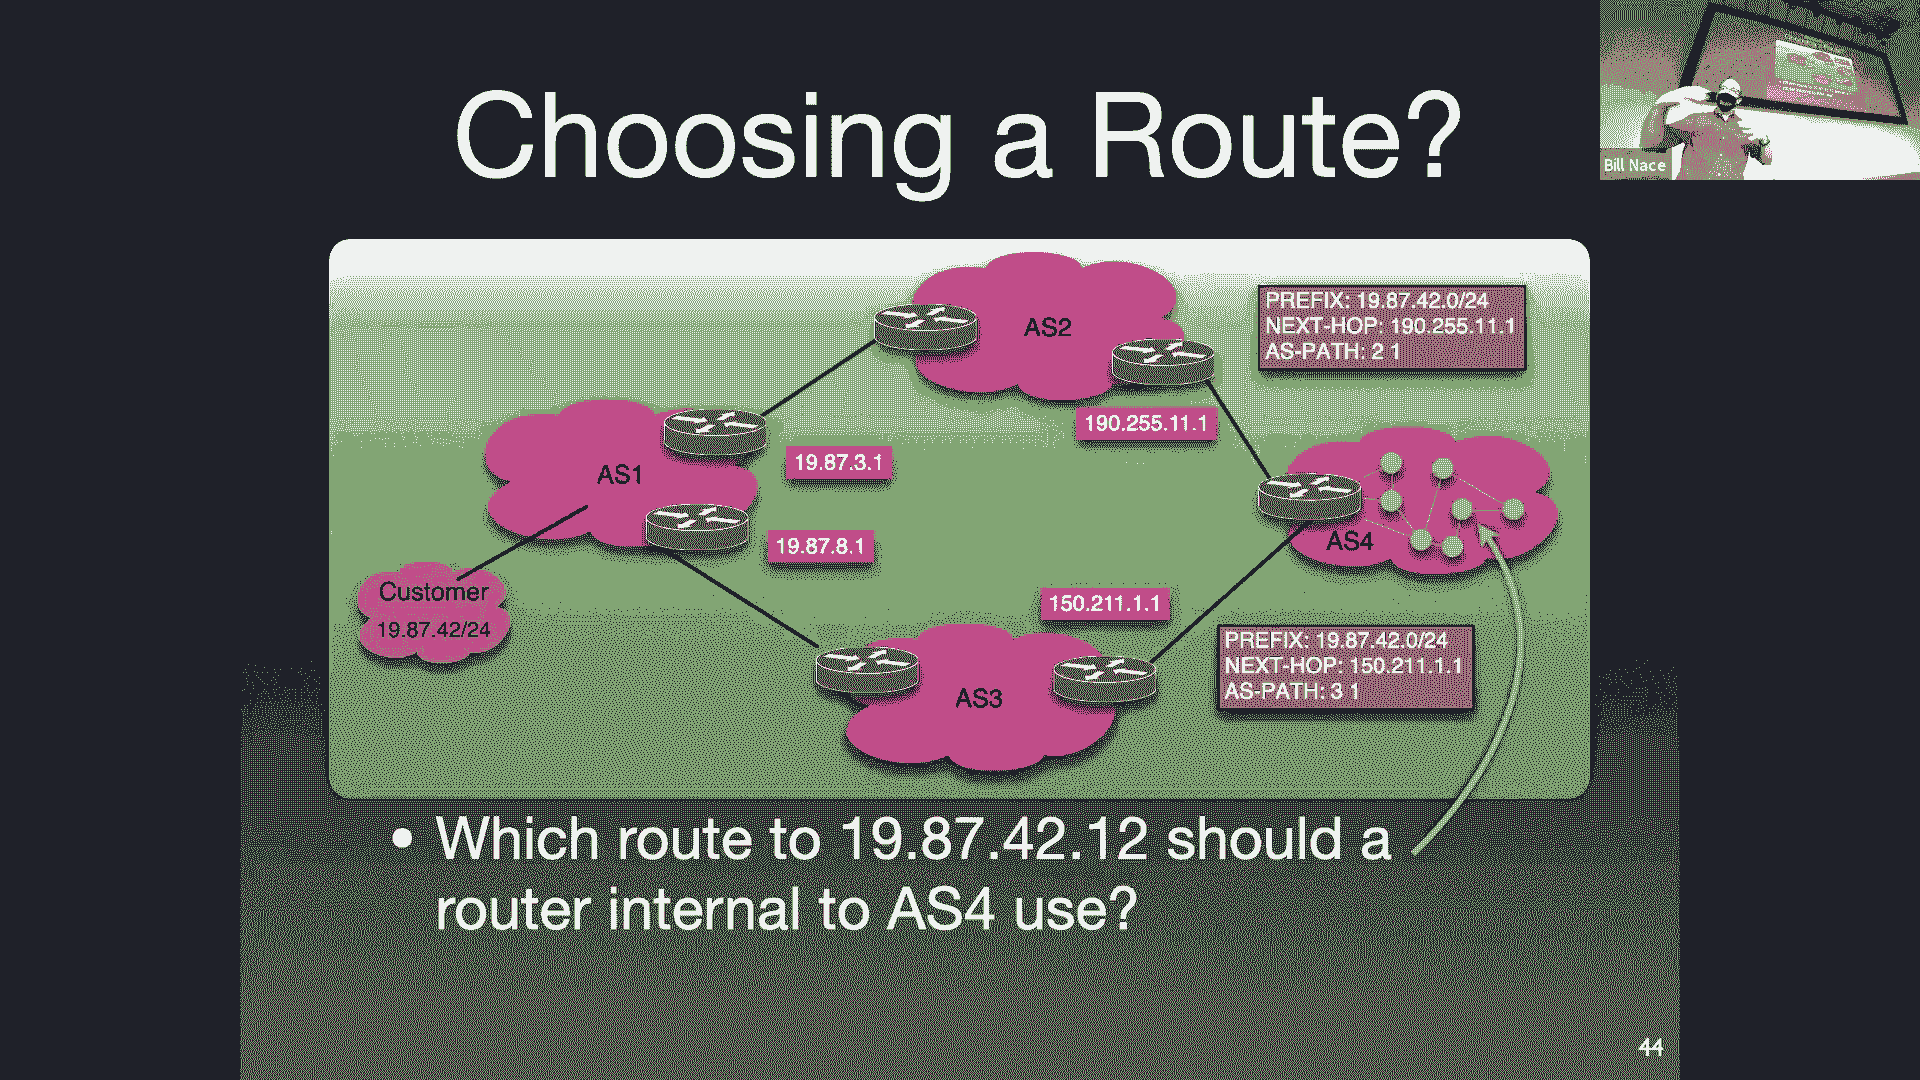 Choosing a Route?
Bill Nace
AS2
PREFIX: 19.87.42.0/24
NEXT-HOP: 190.255.11.1
AS-PATH: 2 1
190.255.11.1
AS1
19.87.3.1
19.87.8.1
AS4
Customer
19.87.42/24
150.211.1.1
PREFIX: 19.87.42.0/24
NEXT-HOP: 150.211.1.1
AS-PATH: 3 1
AS3
• Which route to 19.87.42.12 should a
router internal to AS4 use?
44